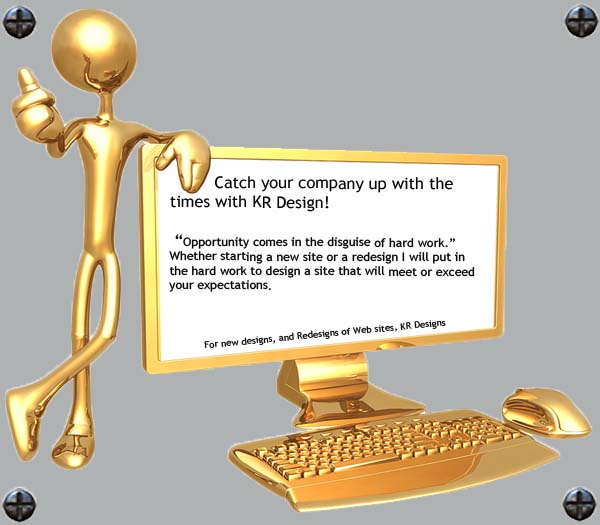 Catch your company up with the
times with KR Design!
“Opportunity comes in the disguise of hard work.”
Whether starting a new site or a redesign I will put in
the hard work to design a site that will meet or exceed
your expectations.
For new designs, and Redesigns of Web sites, KR Designs